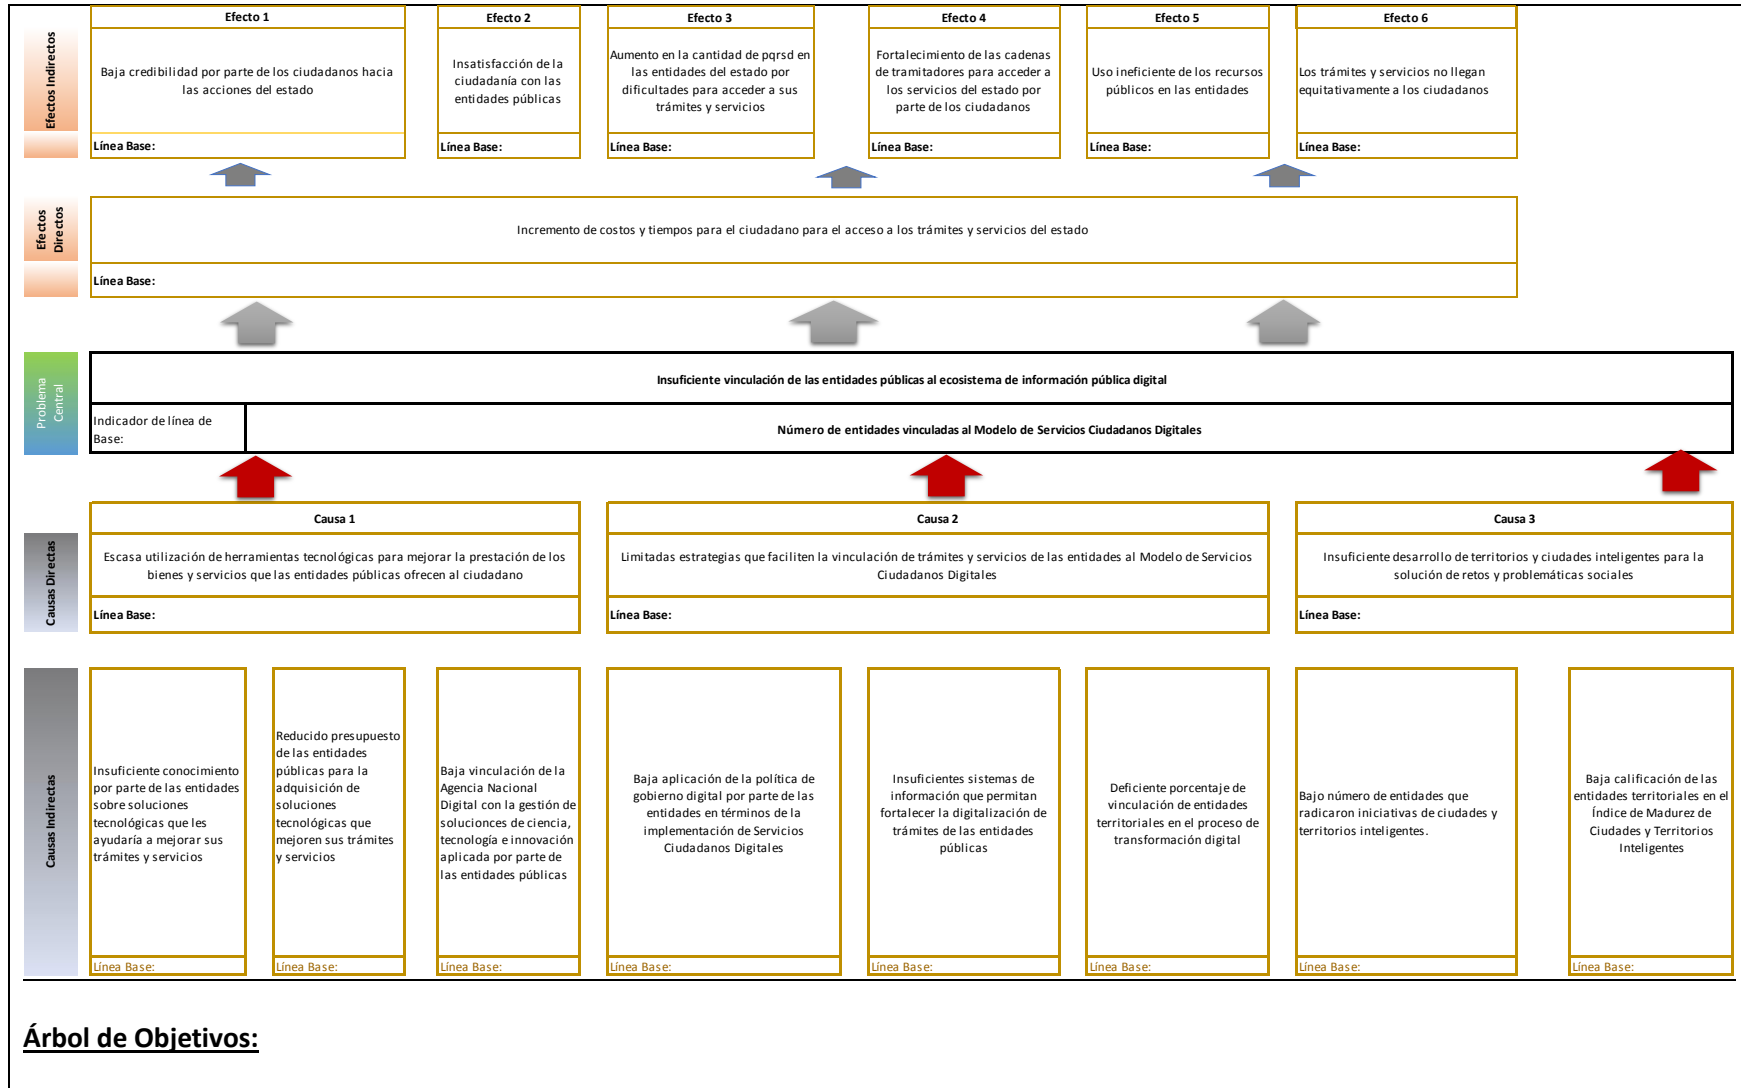 Efectos Indirectos
Efecto 1
Baja credibilidad por parte de los ciudadanos hacia
las acciones del estado
Línea Base:
Efecto 2
Insatisfacción de la
ciudadanía con las
entidades públicas
Línea Base:
Efecto 3
Aumento en la cantidad de pqrsd en
las entidades del estado por
dificultades para acceder a sus
trámites y servicios
Línea Base:
Efecto 4
Fortalecimiento de las cadenas
de tramitadores para acceder a
los servicios del estado por
parte de los ciudadanos
Línea Base:
Efecto 5
Uso ineficiente de los recursos
públicos en las entidades
Línea Base:
Efecto 6
Los trámites y servicios no llegan
equitativamente a los ciudadanos
Línea Base:
Efectos
Directos
Incremento de costos y tiempos para el ciudadano para el acceso a los trámites y servicios del estado
Línea Base:
Problema
Central
Insuficiente vinculación de las entidades públicas al ecosistema de información pública digital
Indicador de línea de
Base:
Número de entidades vinculadas al Modelo de Servicios Ciudadanos Digitales
Causas Directas
Causa 1
Escasa utilización de herramientas tecnológicas para mejorar la prestación de los
bienes y servicios que las entidades públicas ofrecen al ciudadano
Línea Base:
Causa 2
Limitadas estrategias que faciliten la vinculación de trámites y servicios de las entidades al Modelo de Servicios
Ciudadanos Digitales
Línea Base:
Causa 3
Insuficiente desarrollo de territorios y ciudades inteligentes para la
solución de retos y problemáticas sociales
Línea Base:
Causas Indirectas
Insuficiente conocimiento
por parte de las entidades
sobre soluciones
tecnológicas que les
ayudaría a mejorar sus
trámites y servicios
Línea Base:
Reducido presupuesto
de las entidades
públicas para la
adquisición de
soluciones
tecnológicas que
mejoren sus trámites
y servicios
Línea Base:
Baja vinculación de la
Agencia Nacional
Digital con la gestión de
solucionces de ciencia,
tecnología e innovación
aplicada por parte de
las entidades públicas
Línea Base:
Baja aplicación de la política de
gobierno digital por parte de las
entidades en términos de la
implementación de Servicios
Ciudadanos Digitales
Línea Base:
Insuficientes sistemas de
información que permitan
fortalecer la digitalización de
trámites de las entidades
públicas
Línea Base:
Deficiente porcentaje de
vinculación de entidades
territoriales en el proceso de
transformación digital
Línea Base:
Bajo número de entidades que
radicaron iniciativas de ciudades y
territorios inteligentes.
Línea Base:
Baja calificación de las
entidades territoriales en el
Índice de Madurez de
Ciudades y Territorios
Inteligentes
Línea Base:
Árbol de Objetivos: